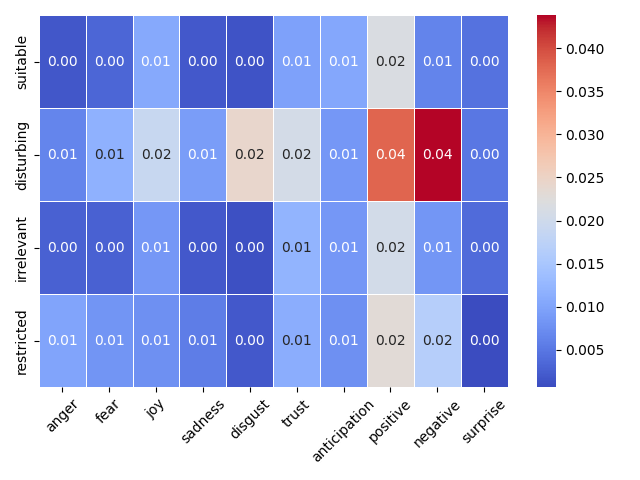 suitable 0.00 0.00 0.01 0.00 0.00 0.01 0.01 0.02 0.01 0.00
disturbing 0.01 0.01 0.02 0.01 0.02 0.02 0.01 0.04 0.04 0.00
irrelevant 0.00 0.00 0.01 0.00 0.00 0.01 0.01 0.02 0.01 0.00
restricted 0.01 0.01 0.01 0.01 0.00 0.01 0.01 0.02 0.02 0.00
anger fear joy sadness disgust trust anticipation positive negative surprise
0.040
0.035
0.030
0.025
0.020
0.015
0.010
0.005